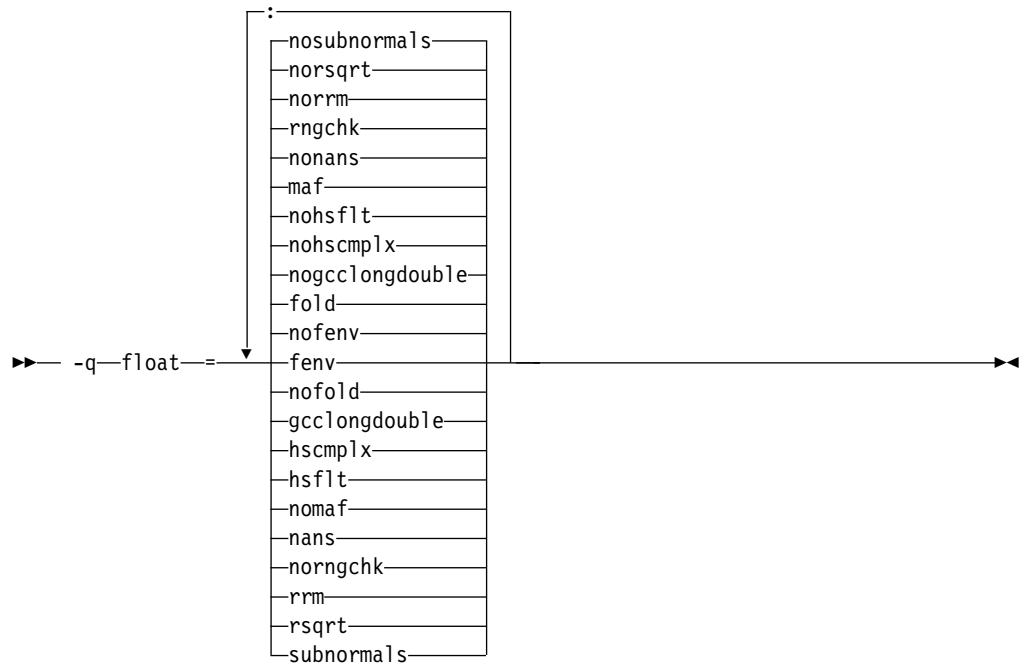 :
nosubnormals
norsqrt
norrm
rngchk
nonans
maf
nohsflt
nohscmplx
nogcclongdouble
fold
nofenv
-q float = fenv
nofold
gcclongdouble
hscmplx
hsflt
nomaf
nans
norngchk
rrm
rsqrt
subnormals